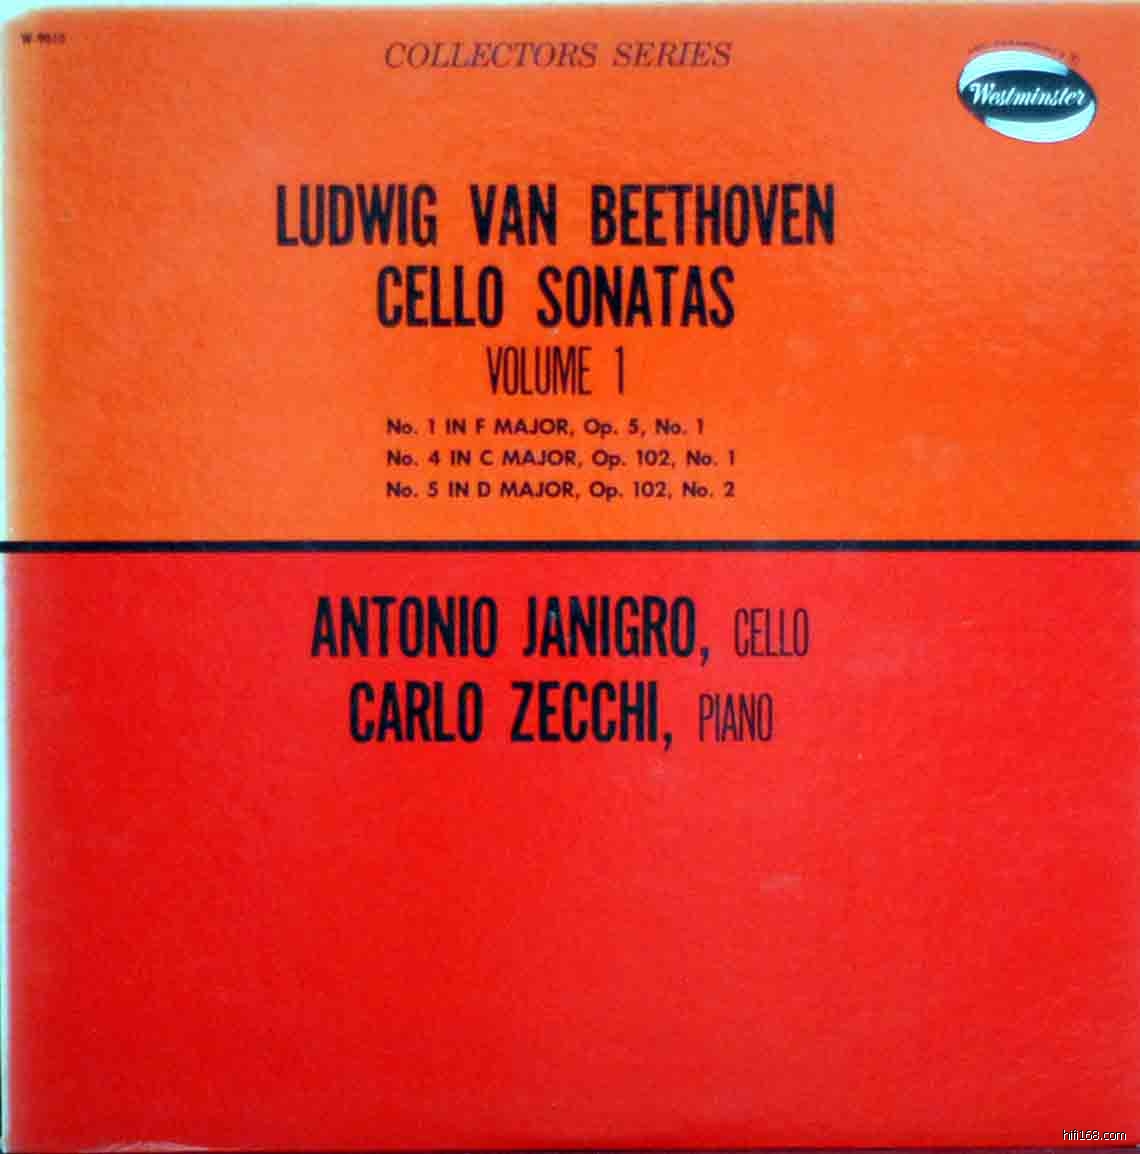 COLLECTORS SERIES
Westminster
LUDWIG VAN BEETHOVEN
CELLO SONATAS
VOLUME 1
No. 1 IN F MAJOR, Op. 5, No. 1
No. 4 IN C MAJOR, Op. 102, No. 1
No. 5 IN D MAJOR, Op. 102, No. 2
ANTONIO JANIGRO, CELLO
CARLO ZECCHI, PIANO
hifi168.com